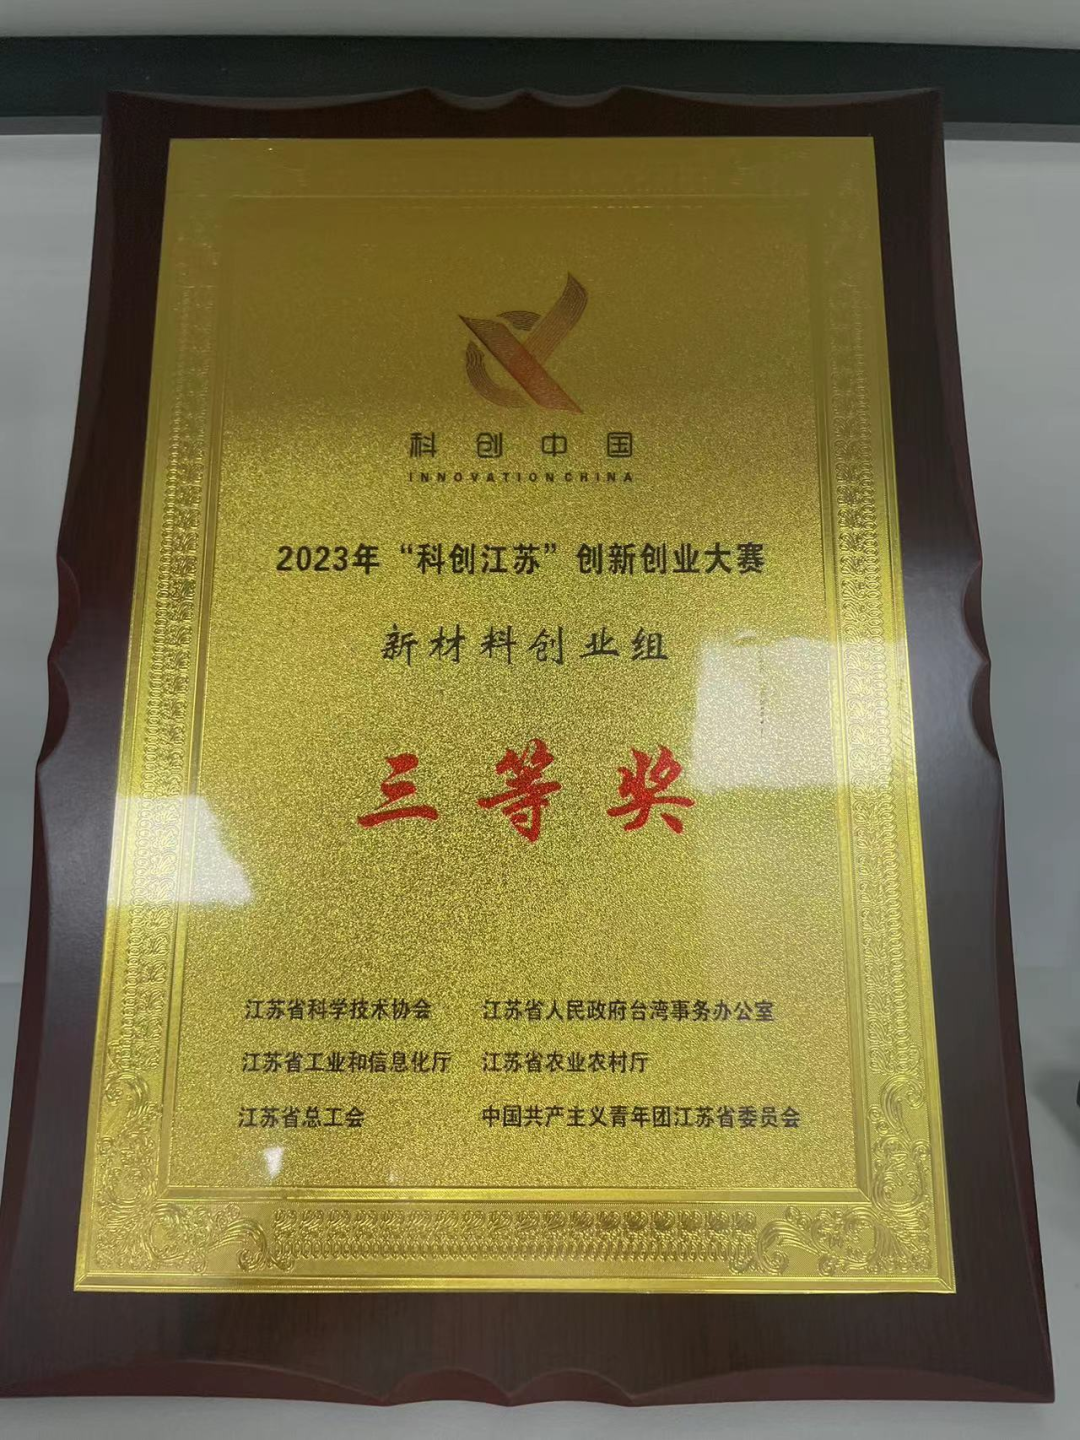 科创中国
INNOVATION CHINA
2023年“科创江苏”创新创业大赛
新材料创业组
三等奖
江苏省科学技术协会 江苏省人民政府台湾事务办公室
江苏省工业和信息化厅 江苏省农业农村厅
江苏省总工会 中国共产主义青年团江苏省委员会